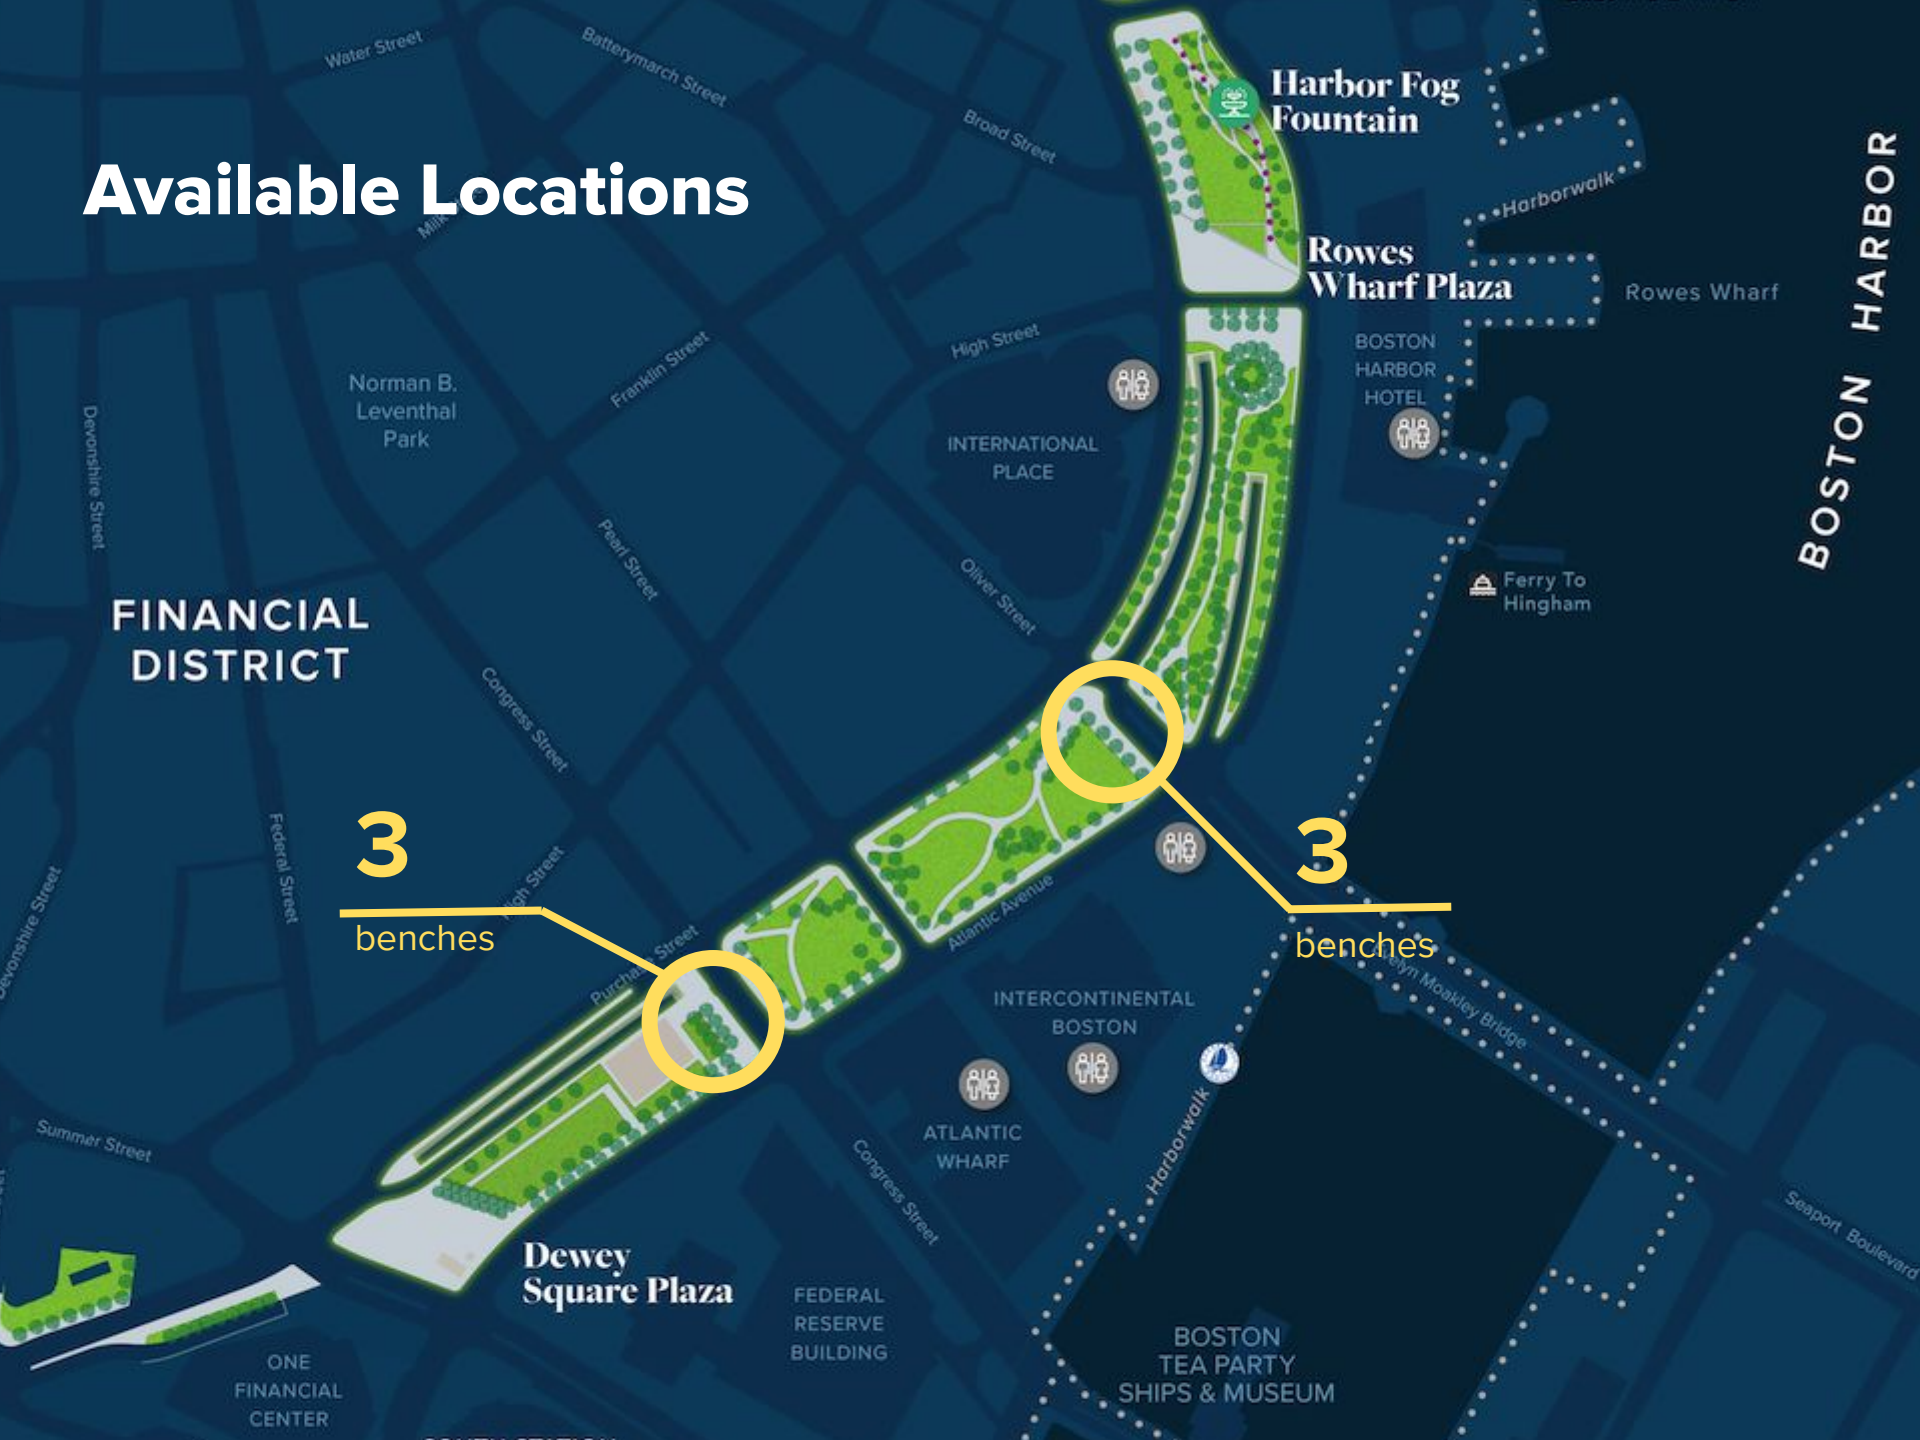 Water Street
Batterymarch Street
Broad Street
Harbor Fog
Fountain
Available Locations
Harborwalk
BOSTON HARBOR
Rowes
Wharf Plaza
Rowes Wharf
High Street
BOSTON
HARBOR
HOTEL
Franklin Street
Norman B.
Leventhal
Park
Devonshire Street
INTERNATIONAL
PLACE
Pearl Street
Oliver Street
Ferry To
Hingham
FINANCIAL
DISTRICT
Congress Street
3
benches
3
benches
Federal Street
High Street
Devonshire Street
Purchase Street
Atlantic Avenue
Evelyn Moakley Bridge
INTERCONTINENTAL
BOSTON
ATLANTIC
WHARF
Harborwalk
Congress Street
Summer Street
Seaport Boulevard
Dewey
Square Plaza
FEDERAL
RESERVE
BUILDING
BOSTON
TEA PARTY
SHIPS & MUSEUM
ONE
FINANCIAL
CENTER